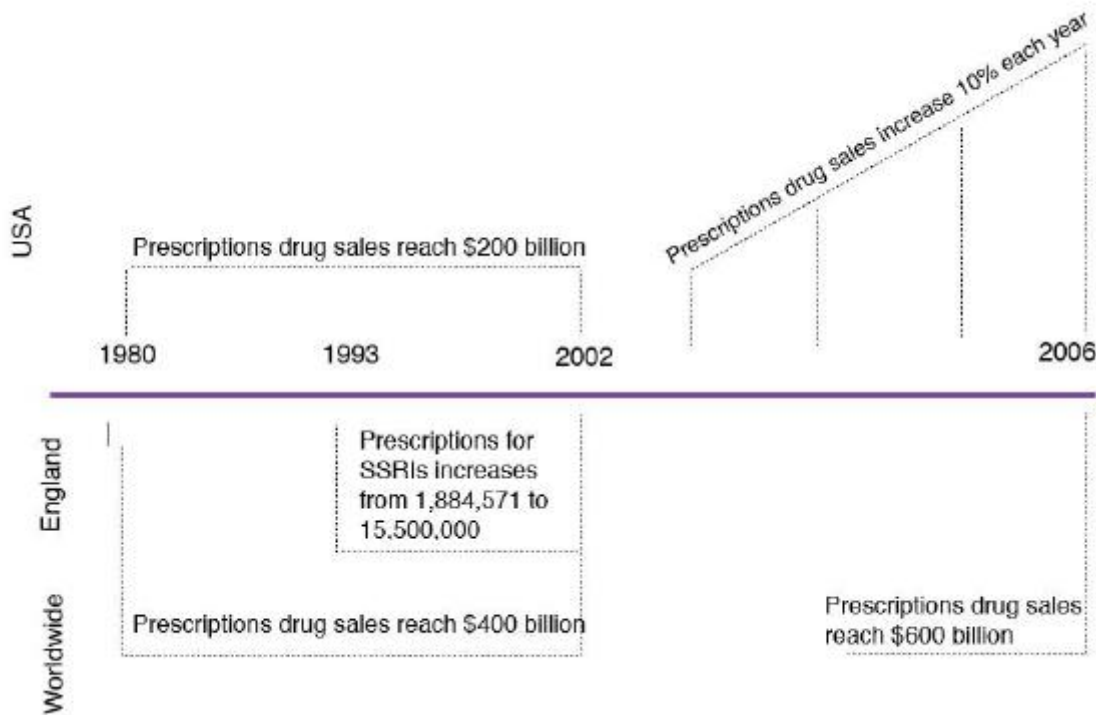 Prescriptions drug sales increase 10% each year
USA
Prescriptions drug sales reach $200 billion
1980
1993
2002
2006
England
Prescriptions for
SSRIs increases
from 1,884,571 to
15.500,000
Worldwide
Prescriptions drug sales reach $400 billion
Prescriptions drug sales
reach $600 billion